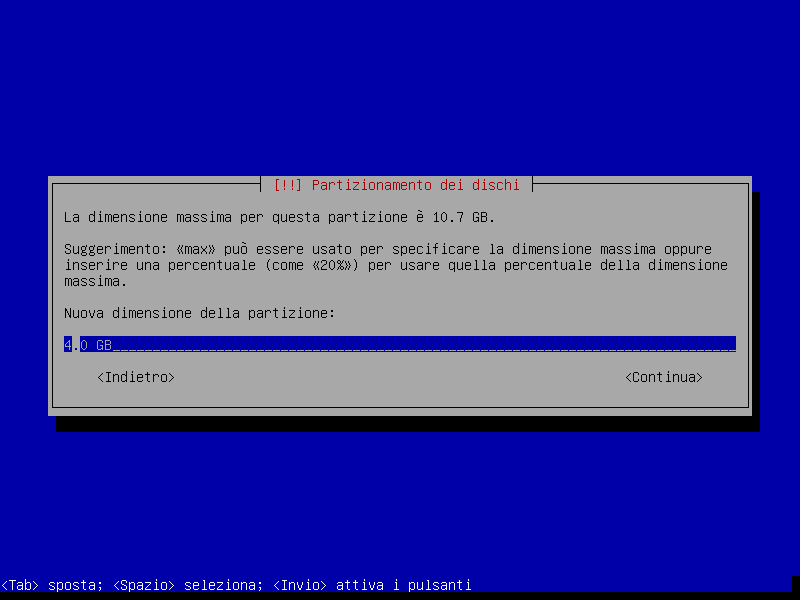 [!!] Partizionamento dei dischi
La dimensione massima per questa partizione è 10.7 GB.
Suggerimento: «max» può essere usato per specificare la dimensione massima oppure
inserire una percentuale (come «20%») per usare quella percentuale della dimensione
massima.
Nuova dimensione della partizione:
4.0 GB
<Indietro> <Continua>
<Tab> sposta; <Spazio> seleziona; <Invio> attiva i pulsanti